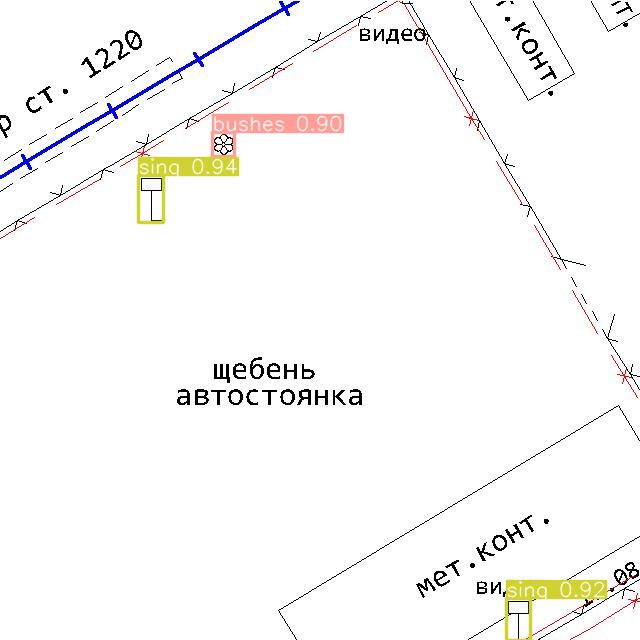 видео
.конт.
р ст. 1220
bushes 0.90
sing 0.94
щебень
автостоянка
мет.конт.
ви
sing 0.92
.08